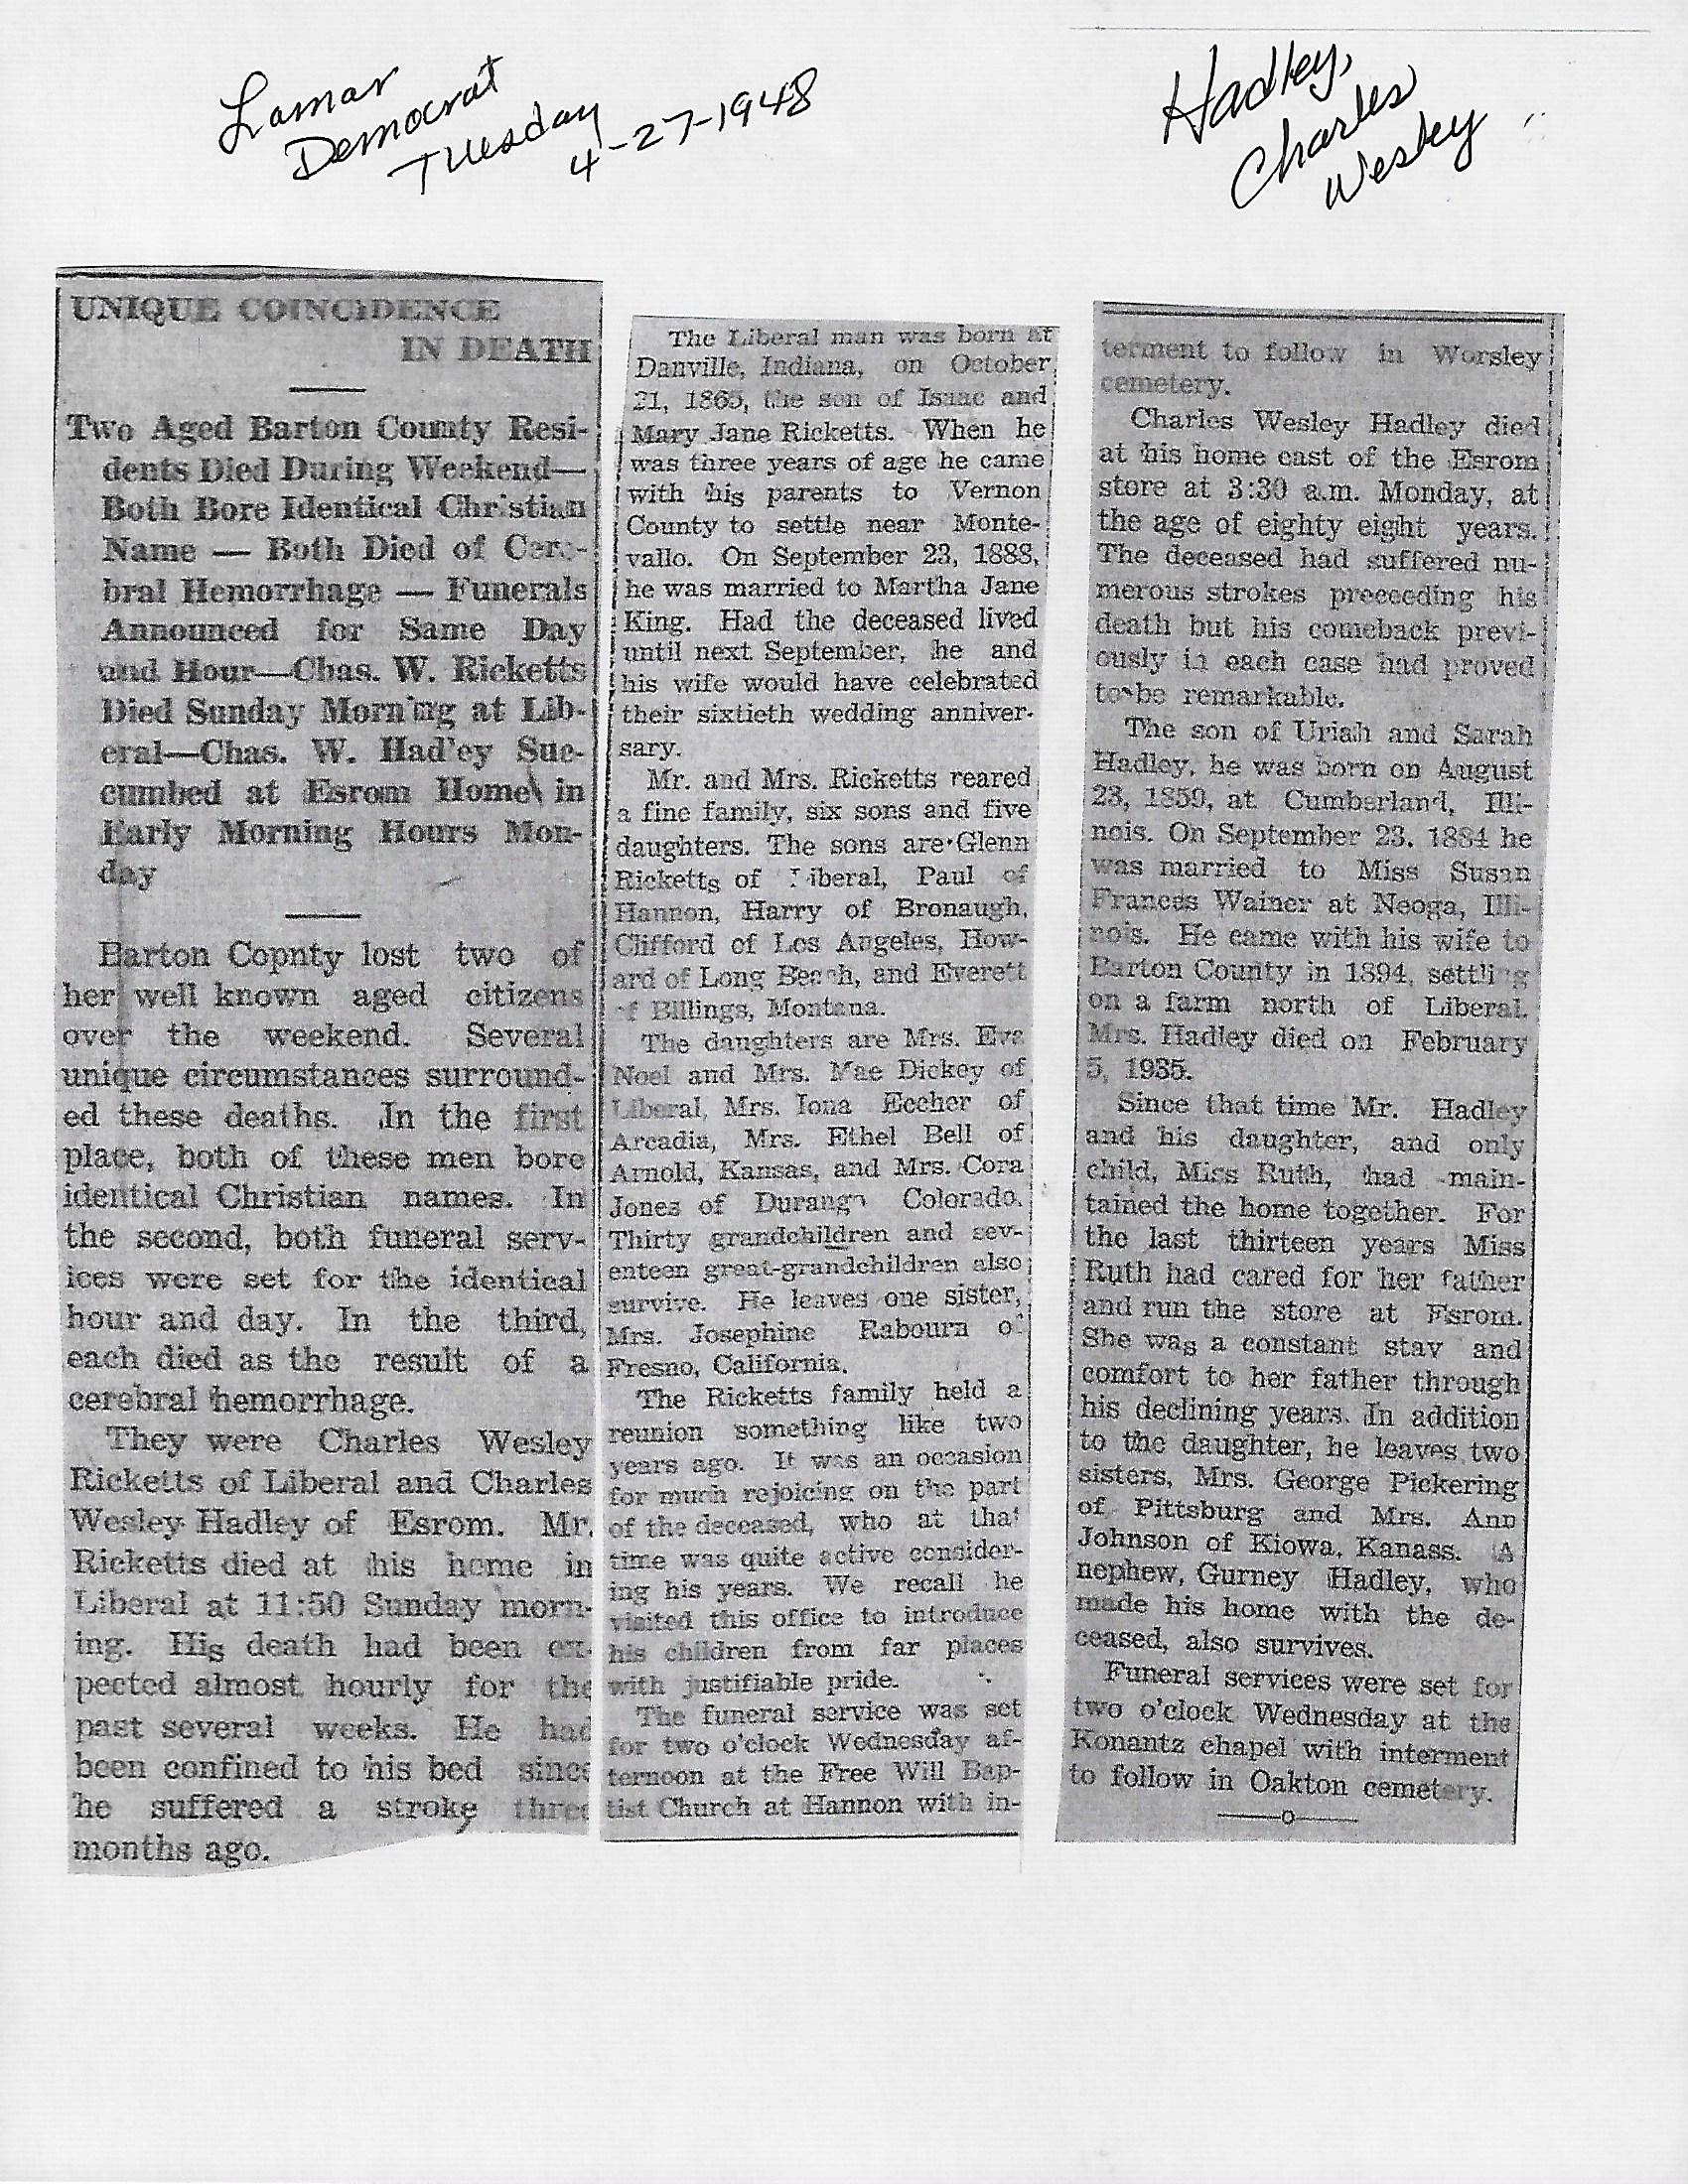 Lamar
Democrat
Tuesday
4-27-1948
Hadley,
Charles
Wesley
UNIQUE COINCIDENCE
IN DEATH
Two Aged Barton County Resi-
dents Died During Weekend—
Both Bore Identical Christian
Name — Both Died of Cere-
bral Hemorrhage — Funerals
Announced for Same Day
and Hour—Chas. W. Ricketts
Died Sunday Morning at Lib-
eral—Chas. W. Hadley Suc-
cumbed at Esrom Home in
Early Morning Hours Mon-
day
Barton Copnty lost two of
her well known aged citizens
over the weekend. Several
unique circumstances surround-
ed these deaths. In the first
place, both of these men bore
identical Christian names. In
the second, both funeral serv-
ices were set for the identical
hour and day. In the third,
each died as the result of a
cerebral hemorrhage.
They were Charles Wesley
Ricketts of Liberal and Charles
Wesley Hadley of Esrom. Mr.
Ricketts died at his home in
Liberal at 11:50 Sunday morn-
ing. His death had been ex-
pected almost hourly for the
past several weeks. He had
been confined to his bed since
he suffered a stroke three
months ago.
The Liberal man was born at
Danville, Indiana, on October
21, 1865, the son of Isaac and
Mary Jane Ricketts. When he
was three years of age he came
with his parents to Vernon
County to settle near Monte-
vallo. On September 23, 1888,
he was married to Martha Jane
King. Had the deceased lived
until next September, he and
his wife would have celebrated
their sixtieth wedding anniver-
sary.
Mr. and Mrs. Ricketts reared
a fine family, six sons and five
daughters. The sons are Glenn
Ricketts of Liberal, Paul of
Hannon, Harry of Bronaugh,
Clifford of Los Angeles, How-
ard of Long Beach, and Everett
of Billings, Montana.
The daughters are Mrs. Eva
Noel and Mrs. Mae Dickey of
Liberal, Mrs. Iona Eccher of
Arcadia, Mrs. Ethel Bell of
Arnold, Kansas, and Mrs. Cora
Jones of Durango Colorado.
Thirty grandchildren and sev-
enteen great-grandchildren also
survive. He leaves one sister,
Mrs. Josephine Rabourn of
Fresno, California.
The Ricketts family held a
reunion something like two
years ago. It was an occasion
for much rejoicing on the part
of the deceased, who at that
time was quite active consider-
ing his years. We recall he
visited this office to introduce
his children from far places
with justifiable pride.
The funeral service was set
for two o'clock Wednesday af-
ternoon at the Free Will Bap-
tist Church at Hannon with in-
terment to follow in Worsley
cemetery.
Charles Wesley Hadley died
at his home east of the Esrom
store at 3:30 a.m. Monday, at
the age of eighty eight years.
The deceased had suffered nu-
merous strokes preceeding his
death but his comeback previ-
ously in each case had proved
to be remarkable.
The son of Uriah and Sarah
Hadley, he was born on August
23, 1859, at Cumberland, Illi-
nois. On September 23. 1884 he
was married to Miss Susan
Frances Wainer at Neoga, Illi-
nois. He came with his wife to
Barton County in 1894, settling
on a farm north of Liberal.
Mrs. Hadley died on February
5, 1935.
Since that time Mr. Hadley
and his daughter, and only
child, Miss Ruth, had main-
tained the home together. For
the last thirteen years Miss
Ruth had cared for her father
and run the store at Esrom.
She was a constant stay and
comfort to her father through
his declining years. In addition
to the daughter, he leaves two
sisters, Mrs. George Pickering
of Pittsburg and Mrs. Ann
Johnson of Kiowa, Kanass. A
nephew, Gurney Hadley, who
made his home with the de-
ceased, also survives.
Funeral services were set for
two o'clock Wednesday at the
Konantz chapel with interment
to follow in Oakton cemetery.